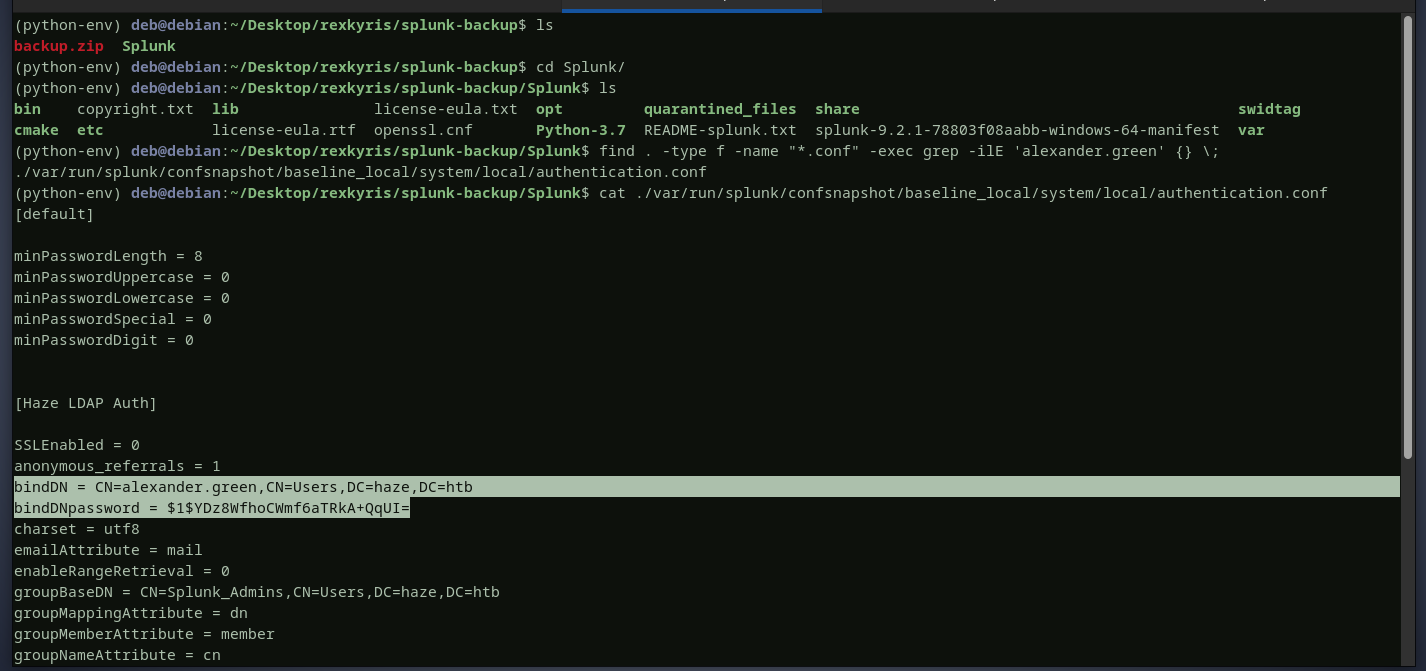 (python-env) deb@debian:~/Desktop/rexkyris/splunk-backup$ ls
backup.zip  Splunk
(python-env) deb@debian:~/Desktop/rexkyris/splunk-backup$ cd Splunk/
(python-env) deb@debian:~/Desktop/rexkyris/splunk-backup/Splunk$ ls
bin    copyright.txt  lib               license-eula.txt  opt         quarantined_files  share                                         swidtag
cmake  etc            license-eula.rtf  openssl.cnf       Python-3.7  README-splunk.txt  splunk-9.2.1-78803f08aabb-windows-64-manifest  var
(python-env) deb@debian:~/Desktop/rexkyris/splunk-backup/Splunk$ find . -type f -name "*.conf" -exec grep -ilE 'alexander.green' {} \;
./var/run/splunk/confsnapshot/baseline_local/system/local/authentication.conf
(python-env) deb@debian:~/Desktop/rexkyris/splunk-backup/Splunk$ cat ./var/run/splunk/confsnapshot/baseline_local/system/local/authentication.conf
[default]
minPasswordLength = 8
minPasswordUppercase = 0
minPasswordLowercase = 0
minPasswordSpecial = 0
minPasswordDigit = 0
[Haze LDAP Auth]
SSLEnabled = 0
anonymous_referrals = 1
bindDN = CN=alexander.green,CN=Users,DC=haze,DC=htb
bindDNpassword = $1$YDz8WfhoCWmf6aTRkA+QqUI=
charset = utf8
emailAttribute = mail
enableRangeRetrieval = 0
groupBaseDN = CN=Splunk_Admins,CN=Users,DC=haze,DC=htb
groupMappingAttribute = dn
groupMemberAttribute = member
groupNameAttribute = cn